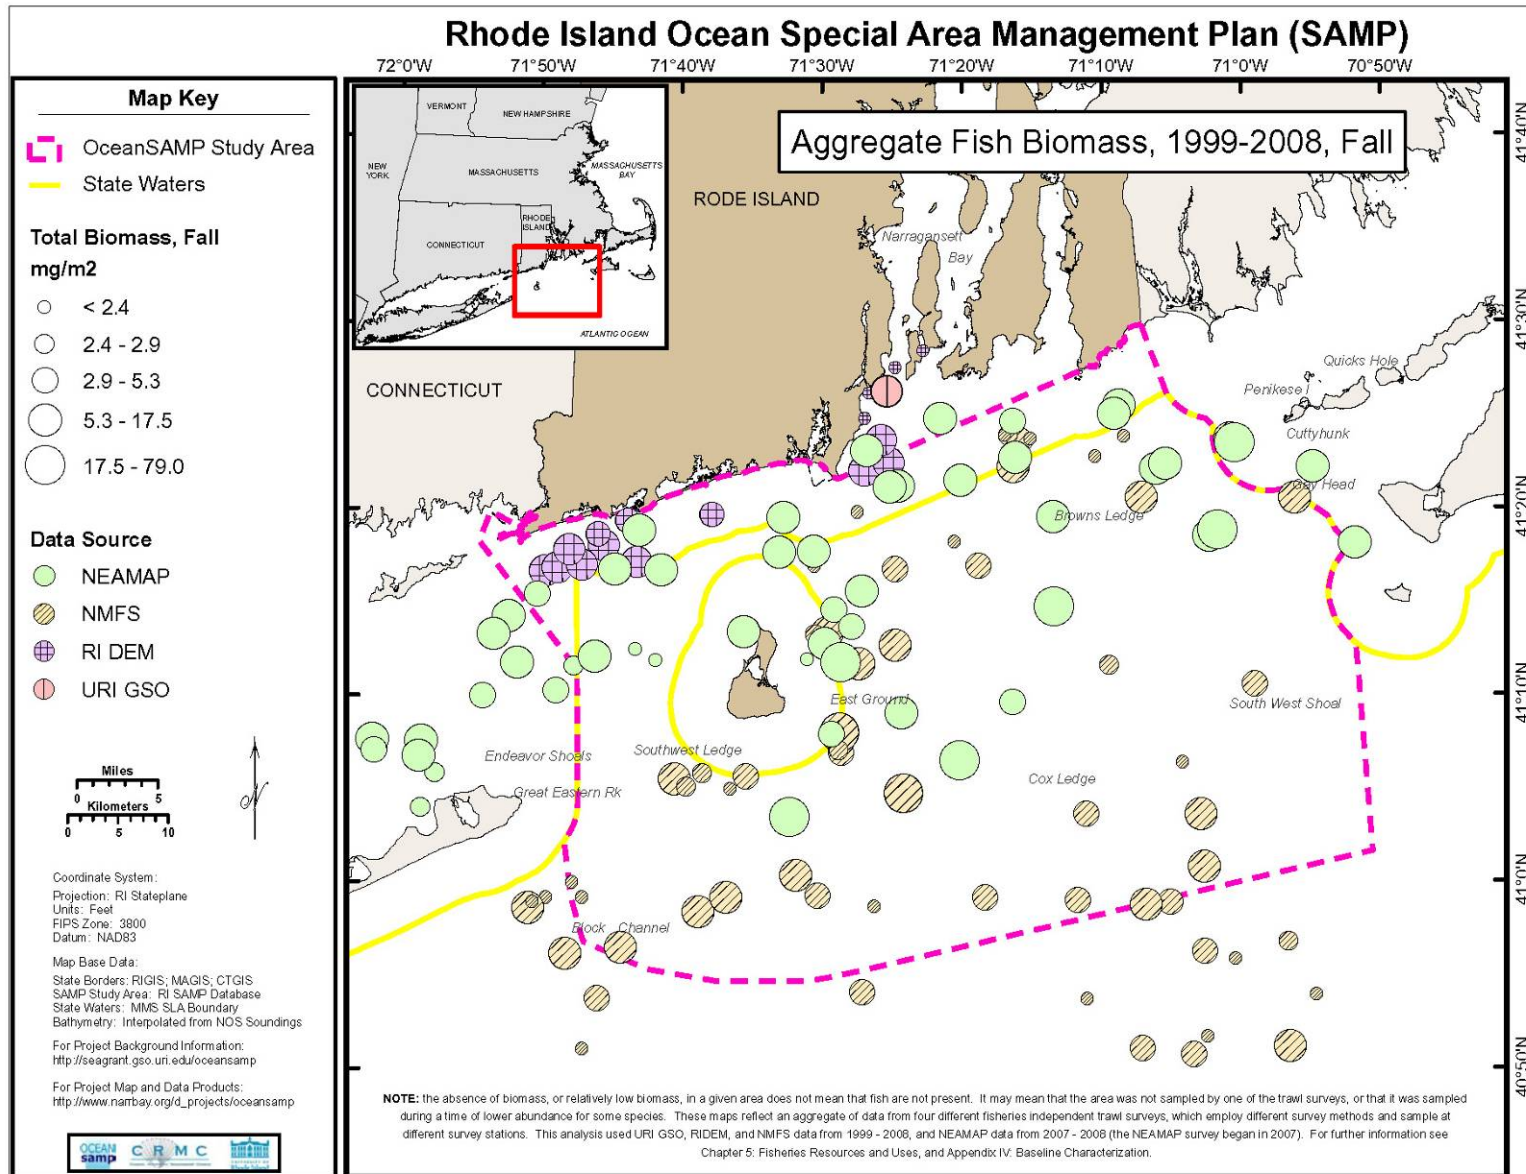 Rhode Island Ocean Special Area Management Plan (SAMP)
72°0'W 71°50'W 71°40'W 71°30'W 71°20'W 71°10'W 71°0'W 70°50'W
Map Key
OceanSAMP Study Area
State Waters
Total Biomass, Fall
mg/m2
< 2.4
2.4 - 2.9
2.9 - 5.3
5.3 - 17.5
17.5 - 79.0
Data Source
NEAMAP
NMFS
RI DEM
URI GSO
Miles
0 5
Kilometers
0 5 10
N
Coordinate System:
Projection: RI Stateplane
Units: Feet
FIPS Zone: 3800
Datum: NAD83
Map Base Data:
State Borders: RIGIS; MAGIS; CTGIS
SAMP Study Area: RI SAMP Database
State Waters: MMS SLA Boundary
Bathymetry: Interpolated from NOS Soundings
For Project Background Information:
http://seagrant.gso.uri.edu/oceansamp
For Project Map and Data Products:
http://www.narrbay.org/d_projects/oceansamp
OCEAN
samp
CRMC
VERMONT
NEW HAMPSHIRE
NEW
YORK
MASSACHUSETTS
MASSACHUSETTS
BAY
RHODE
ISLAND
CONNECTICUT
ATLANTIC OCEAN
Aggregate Fish Biomass, 1999-2008, Fall
RODE ISLAND
Narragansett
Bay
CONNECTICUT
Quicks Hole
Penikese I
Cuttyhunk
Gay Head
Browns Ledge
East Ground
South West Shoal
Endeavor Shoals
Southwest Ledge
Cox Ledge
Great Eastern Rk
Block Channel
41°40'N
41°30'N
41°20'N
41°10'N
41°0'N
40°50'N
NOTE: the absence of biomass, or relatively low biomass, in a given area does not mean that fish are not present. It may mean that the area was not sampled by one of the trawl surveys, or that it was sampled
during a time of lower abundance for some species. These maps reflect an aggregate of data from four different fisheries independent trawl surveys, which employ different survey methods and sample at
different survey stations. This analysis used URI GSO, RIDEM, and NMFS data from 1999 - 2008, and NEAMAP data from 2007 - 2008 (the NEAMAP survey began in 2007). For further information see
Chapter 5: Fisheries Resources and Uses, and Appendix IV: Baseline Characterization.